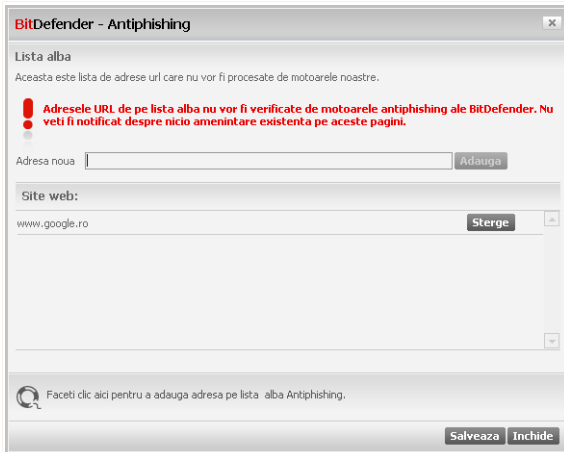 BitDefender - Antiphishing
Lista alba
Aceasta este lista de adrese url care nu vor fi procesate de motoarele noastre.
Adresele URL de pe lista alba nu vor fi verificate de motoarele antiphishing ale BitDefender. Nu
veti fi notificat despre nicio amenintare existenta pe aceste pagini.
Adresa noua Adauga
Site web:
www.google.ro Sterge
Faceti clic aici pentru a adauga adresa pe lista alba Antiphishing.
Salveaza Inchide